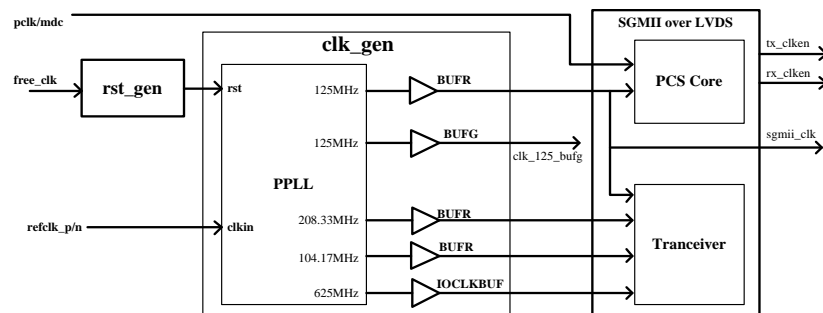 pclk/mdc
SGMII over LVDS
clk_gen
tx_clken
free_clk
rst_gen
rst
125MHz
BUFR
PCS Core
rx_clken
125MHz
BUFG
clk_125_bufg
sgmii_clk
PPLL
refclk_p/n
clkin
208.33MHz
BUFR
Tranceiver
104.17MHz
BUFR
625MHz
IOCLKBUF